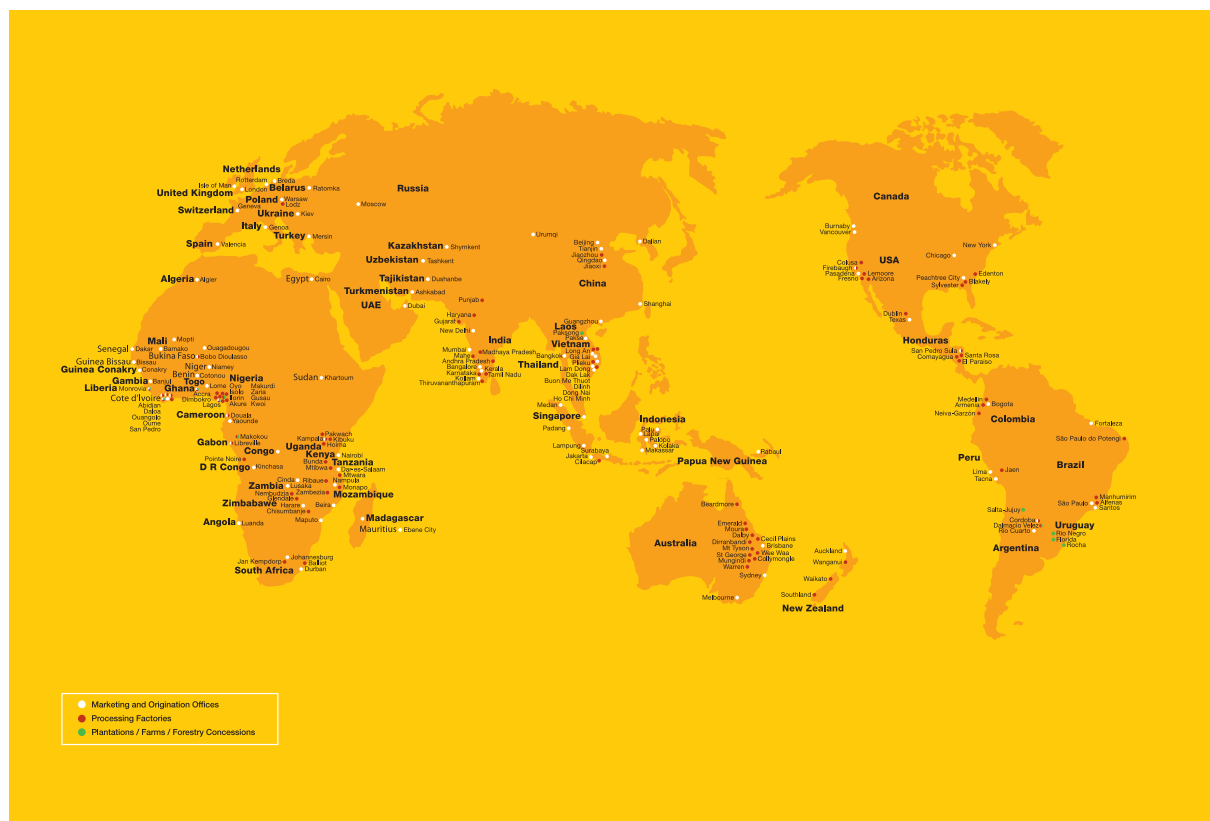 Netherlands
Rotterdam
Breda
Isle of Man
London
United Kingdom
Belarus
Ratomka
Russia
Moscow
Poland
Warsaw
Lodz
Switzerland
Geneva
Ukraine
Kiev
Italy
Genoa
Turkey
Mersin
Spain
Valencia
Kazakhstan
Shymkent
Uzbekistan
Tashkent
Tajikistan
Dushanbe
Turkmenistan
Ashkabad
UAE
Dubai
Algeria
Algier
Egypt
Cairo
Urumqi
Beijing
Tianjin
Jiaozhou
Qingdao
Jiaoxi
Dalian
China
Shanghai
Guangzhou
Punjab
Haryana
Gujarat
New Delhi
India
Mumbai
Mahe
Madhaya Pradesh
Andhra Pradesh
Bangalore
Kerala
Karnataka
Tamil Nadu
Kollam
Thiruvananthapuram
Laos
Paksong
Pakse
Vietnam
Long An
Gia Lai
Plieku
Lam Dong
Dak Lak
Buon Me Thuot
Dilinh
Dong Nai
Ho Chi Minh
Bangkok
Thailand
Medan
Singapore
Padang
Indonesia
Palu
Lapai
Palopo
Kolaka
Makassar
Lampung
Surabaya
Jakarta
Cilacap
Papua New Guinea
Rabaul
Mali
Mopti
Senegal
Dakar
Bamako
Ouagadougou
Bukina Faso
Bobo Dioulasso
Guinea Bissau
Bissau
Niger
Niamey
Guinea Conakry
Conakry
Benin
Cotonou
Gambia
Banjul
Togo
Lome
Nigeria
Oyo
Makurdi
Liberia
Monrovia
Ghana
Accra
Isolo
Zaria
Cote d'Ivoire
Dimbokro
Ilorin
Gusau
Lagos
Akure
Kwoi
Abidjan
Daloa
Ouangolo
Oume
San Pedro
Sudan
Khartoum
Cameroon
Douala
Yaounde
Gabon
Makokou
Libreville
Congo
Pointe Noire
D R Congo
Kinchasa
Pakwach
Kampala
Kibuku
Uganda
Hoima
Kenya
Nairobi
Bunda
Tanzania
Mtibwa
Dar-es-Salaam
Mtwara
Cinda
Ribaue
Nampula
Zambia
Lusaka
Monapo
Nembudzia
Zambezia
Mozambique
Glendale
Zimbabwe
Harare
Beira
Chisumbanje
Maputo
Angola
Luanda
Madagascar
Mauritius
Ebene City
Johannesburg
Jan Kempdorp
Balliot
South Africa
Durban
Australia
Beardmore
Emerald
Moura
Dalby
Cecil Plains
Dirranbandi
Brisbane
Mt Tyson
Wee Waa
St George
Collymongle
Mungindi
Warren
Sydney
Melbourne
Auckland
Wanganui
Waikato
Southland
New Zealand
Canada
Burnaby
Vancouver
New York
Chicago
USA
Colusa
Firebaugh
Pasadena
Lemoore
Fresno
Arizona
Peachtree City
Edenton
Blakely
Sylvester
Dublin
Texas
Honduras
San Pedro Sula
Santa Rosa
Comayagua
El Paraiso
Medellin
Armenia
Bogota
Neiva-Garzón
Colombia
Fortaleza
São Paulo do Potengi
Peru
Lima
Jaen
Tacna
Brazil
Manhumirim
São Paulo
Alfenas
Santos
Salta-Jujuy
Cordoba
Dalmacio Velez
Rio Cuarto
Uruguay
Rio Negro
Florida
Rocha
Argentina
Marketing and Origination Offices
Processing Factories
Plantations / Farms / Forestry Concessions